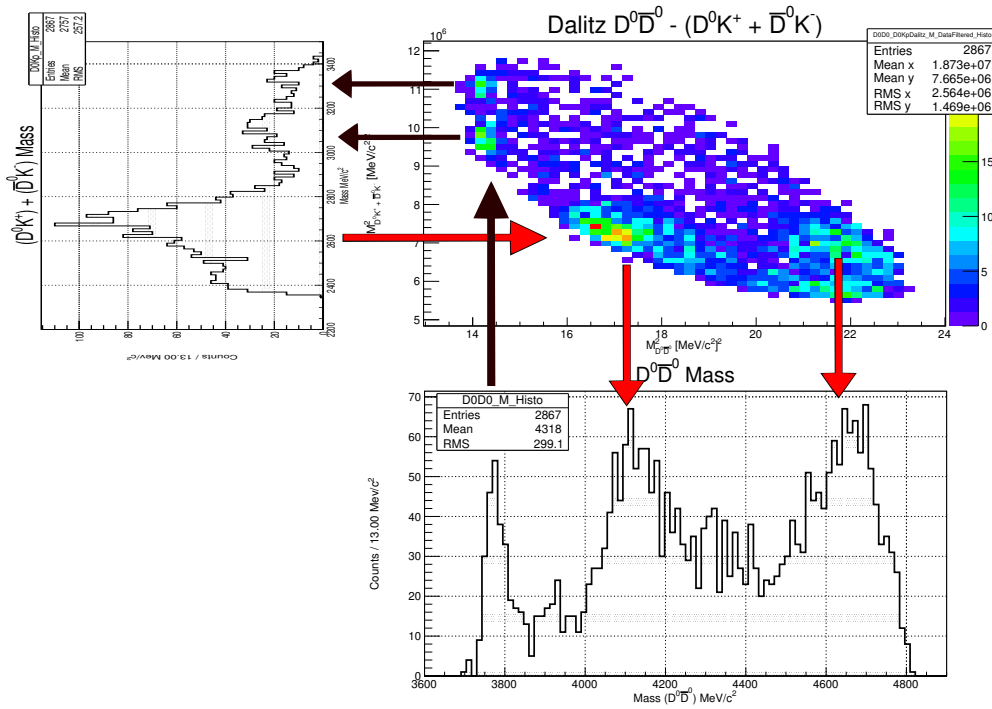 Dalitz D⁰D̅⁰ - (D⁰K⁺ + D̅⁰K⁻)
D0D0_D0KpDalitz_M_DataFiltered_Histo
Entries 2867
Mean x 1.873e+07
Mean y 7.665e+06
RMS x 2.564e+06
RMS y 1.469e+06
×10⁶
12
11
10
9
8
7
6
5
14
16
18
20
22
24
M²D⁰D̅⁰ [MeV/c²]²
M²D⁰K⁺ + D̅⁰K⁻ [MeV/c²]²
15
10
5
0
(D⁰K⁺) + (D̅⁰K) Mass
D0Kp_M_Histo
Entries 2867
Mean 2757
RMS 257.2
3400
3200
3000
2800
2600
2400
2200
Mass MeV/c²
100
80
60
40
20
Counts / 13.00 Mev/c²
D⁰D̅⁰ Mass
D0D0_M_Histo
Entries 2867
Mean 4318
RMS 299.1
70
60
50
40
30
20
10
0
3600
3800
4000
4200
4400
4600
4800
Counts / 13.00 Mev/c²
Mass (D⁰D̅⁰) MeV/c²